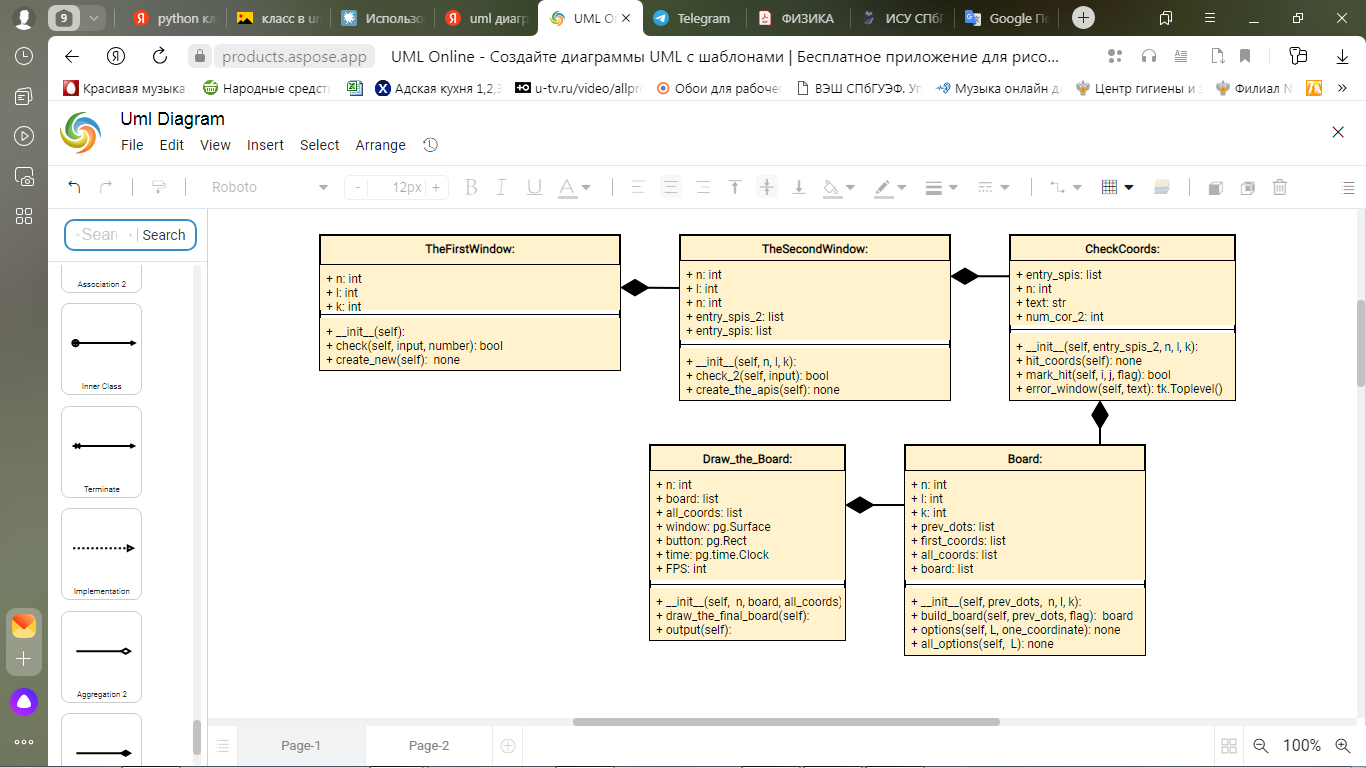 9
python кл
класс в um
Использо
uml диагр
UML O
Telegram
ФИЗИКА
ИСУ СПбГ
Google Пе
products.aspose.app
UML Online - Создайте диаграммы UML с шаблонами | Бесплатное приложение для рисо...
Красивая музыка
Народные средст
Адская кухня 1,2,3
u-tv.ru/video/allpr
Обои для рабочег
ВЭШ СПбГУЭФ. Уп
Музыка онлайн д
Центр гигиены и э
Филиал N
»
Uml Diagram
File Edit View Insert Select Arrange
Roboto
- 12px +
B I U A
Sear Search
Association 2
Inner Class
Terminate
Implementation
Aggregation 2
TheFirstWindow:
+ n: int
+ l: int
+ k: int
+ __init__(self):
+ check(self, input, number): bool
+ create_new(self):  none
TheSecondWindow:
+ n: int
+ l: int
+ n: int
+ entry_spis_2: list
+ entry_spis: list
+ __init__(self, n, l, k):
+ check_2(self, input): bool
+ create_the_apis(self): none
CheckCoords:
+ entry_spis: list
+ n: int
+ text: str
+ num_cor_2: int
+ __init__(self, entry_spis_2, n, l, k):
+ hit_coords(self): none
+ mark_hit(self, i, j, flag): bool
+ error_window(self, text): tk.Toplevel()
Draw_the_Board:
+ n: int
+ board: list
+ all_coords: list
+ window: pg.Surface
+ button: pg.Rect
+ time: pg.time.Clock
+ FPS: int
+ __init__(self,  n, board, all_coords)
+ draw_the_final_board(self):
+ output(self):
Board:
+ n: int
+ l: int
+ k: int
+ prev_dots: list
+ first_coords: list
+ all_coords: list
+ board: list
+ __init__(self, prev_dots,  n, l, k):
+ build_board(self, prev_dots, flag):  board
+ options(self, L, one_coordinate): none
+ all_options(self,  L): none
Page-1
Page-2
100%